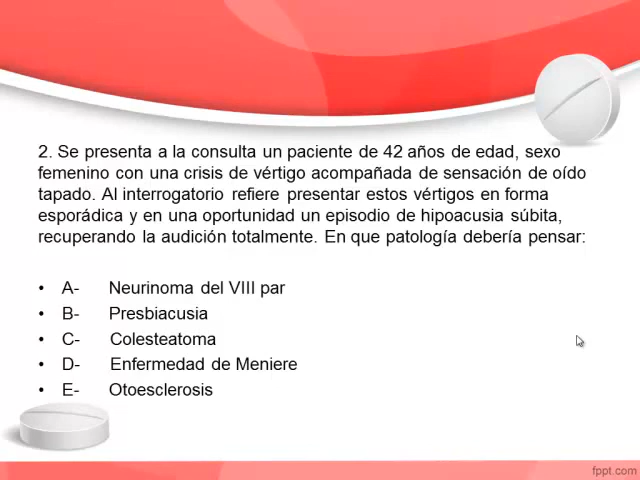 2. Se presenta a la consulta un paciente de 42 años de edad, sexo
femenino con una crisis de vértigo acompañada de sensación de oído
tapado. Al interrogatorio refiere presentar estos vértigos en forma
esporádica y en una oportunidad un episodio de hipoacusia súbita,
recuperando la audición totalmente. En que patología debería pensar:
• A- Neurinoma del VIII par
• B- Presbiacusia
• C- Colesteatoma
• D- Enfermedad de Meniere
• E- Otoesclerosis
fppt.com